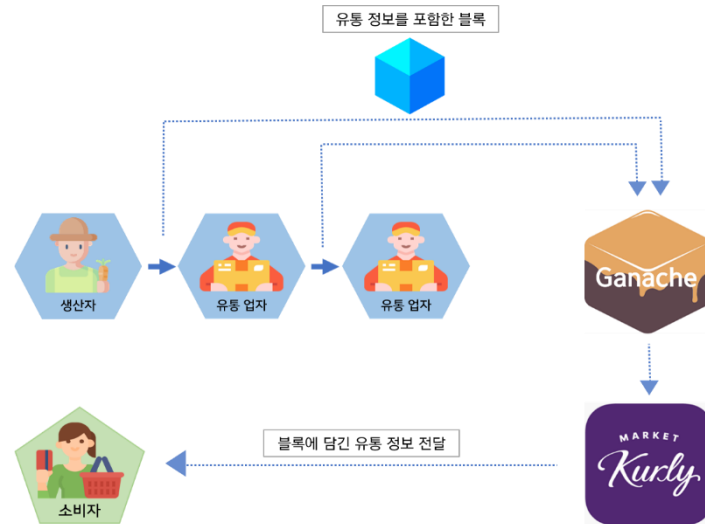 유통 정보를 포함한 블록
생산자
유통 업자
유통 업자
Ganache
블록에 담긴 유통 정보 전달
소비자
MARKET
Kurly